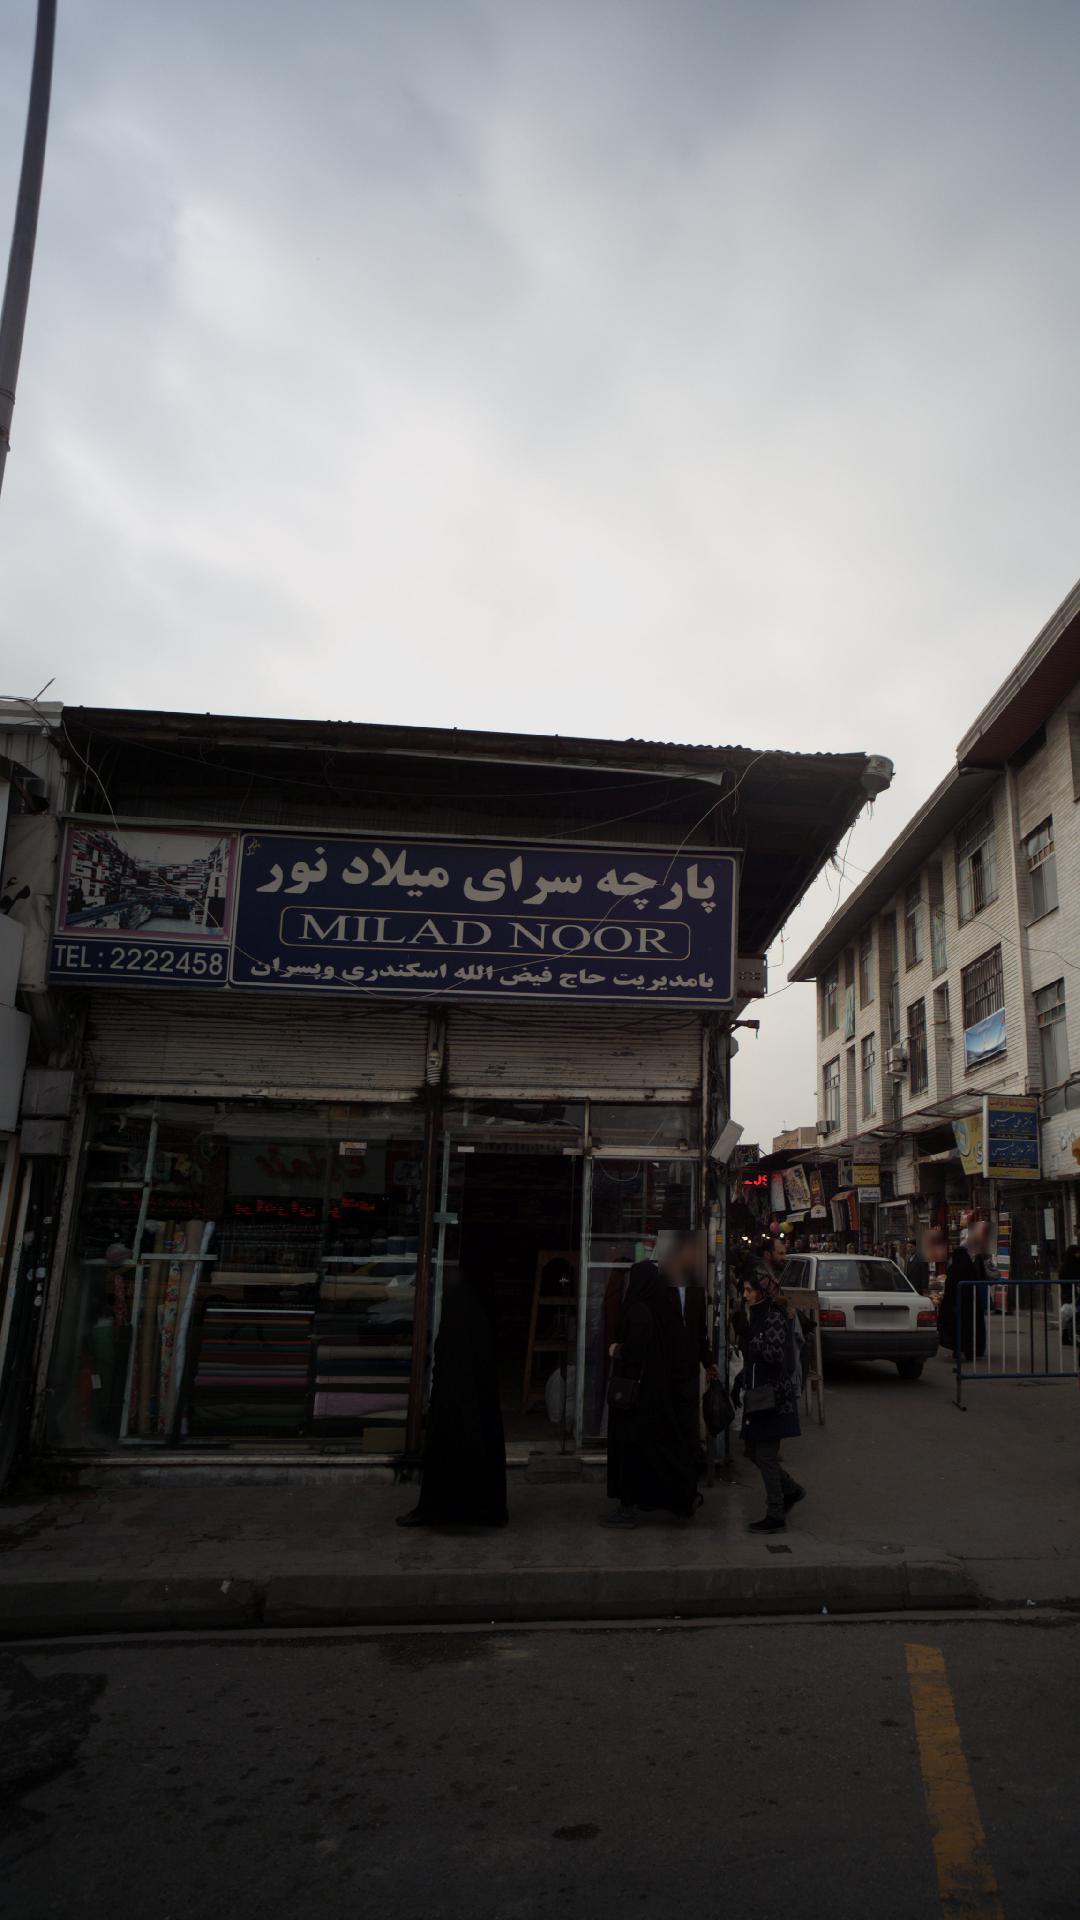 پارچه سرای میلاد نور
MILAD NOOR
بامدیریت حاج فیض الله اسکندری وپسران
TEL : 2222458